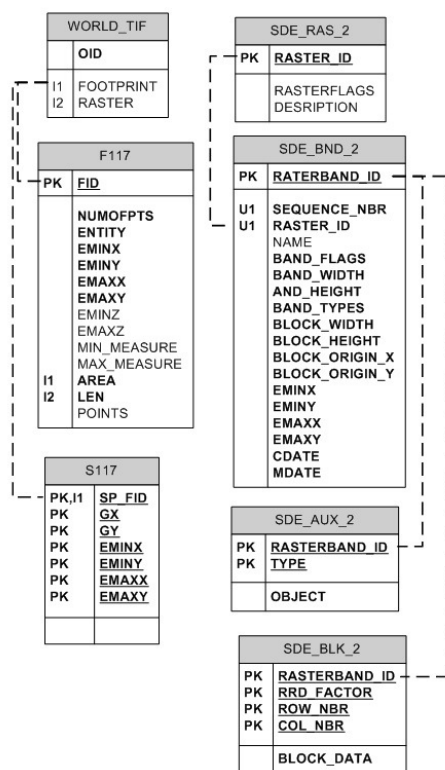 WORLD_TIF
OID
I1 FOOTPRINT
I2 RASTER
F117
PK FID
NUMOFPTS
ENTITY
EMINX
EMINY
EMAXX
EMAXY
EMINZ
EMAXZ
MIN_MEASURE
MAX_MEASURE
I1 AREA
I2 LEN
POINTS
S117
PK,I1 SP_FID
PK GX
PK GY
PK EMINX
PK EMINY
PK EMAXX
PK EMAXY
SDE_RAS_2
PK RASTER_ID
RASTERFLAGS
DESRIPTION
SDE_BND_2
PK RATERBAND_ID
U1 SEQUENCE_NBR
U1 RASTER_ID
NAME
BAND_FLAGS
BAND_WIDTH
AND_HEIGHT
BAND_TYPES
BLOCK_WIDTH
BLOCK_HEIGHT
BLOCK_ORIGIN_X
BLOCK_ORIGIN_Y
EMINX
EMINY
EMAXX
EMAXY
CDATE
MDATE
SDE_AUX_2
PK RASTERBAND_ID
PK TYPE
OBJECT
SDE_BLK_2
PK RASTERBAND_ID
PK RRD_FACTOR
PK ROW_NBR
PK COL_NBR
BLOCK_DATA